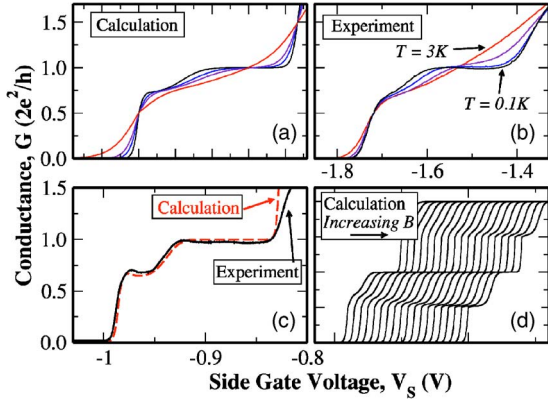 Conductance, G (2e²/h)
1.5
1.0
0.5
0.0
Calculation
(a)
Experiment
T = 3K
T = 0.1K
(b)
-1.8
-1.6
-1.4
1.5
1.0
0.5
0.0
Calculation
Experiment
(c)
-1
-0.9
-0.8
Calculation
Increasing B
(d)
Side Gate Voltage, V_S (V)